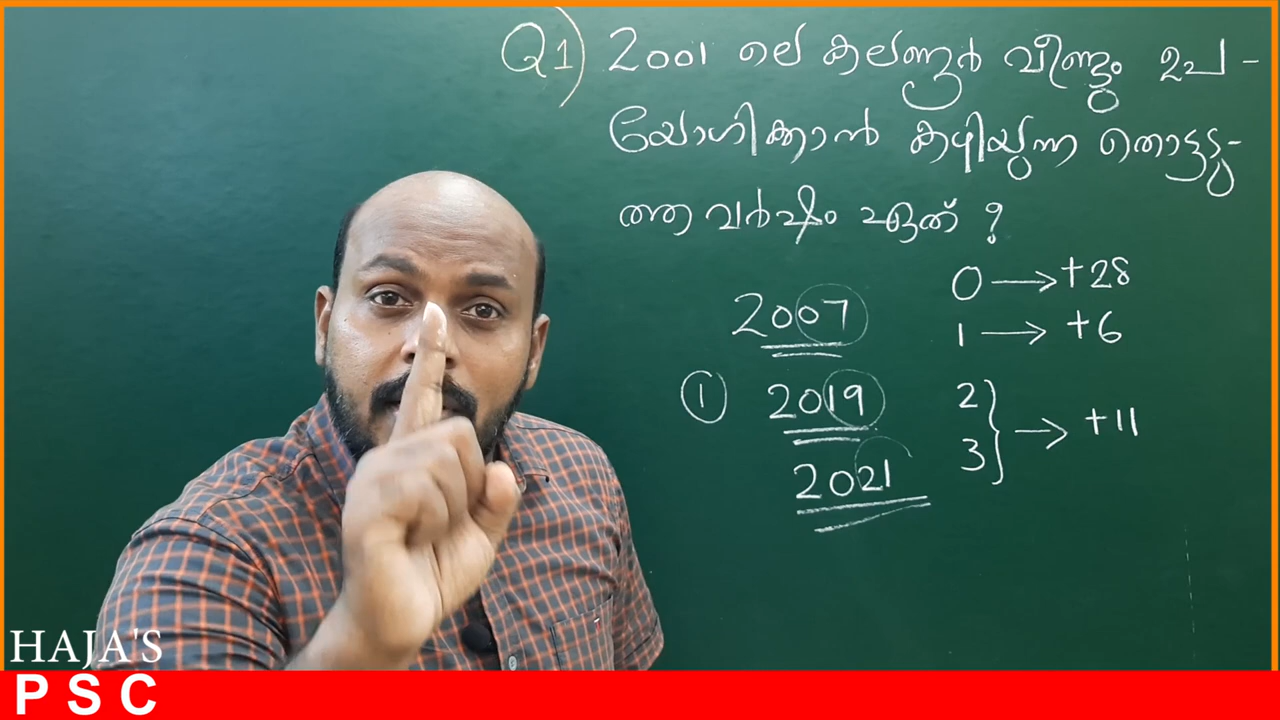 Q1) 2001 ലെ കലണ്ടർ വീണ്ടും ഉപ-
യോഗിക്കാൻ കഴിയുന്ന തൊട്ടടു-
ത്ത വർഷം ഏത് ?
0 → +28
2007
1 → +6
① 2019
2
3 } → +11
2021
HAJA'S
PSC